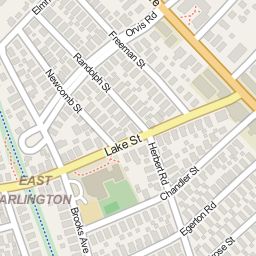 Orvis Rd
Freeman St
Randolph St
Newcomb St
Lake St
Herbert Rd
Chandler St
EAST
ARLINGTON
Brooks Ave
Egerton Rd